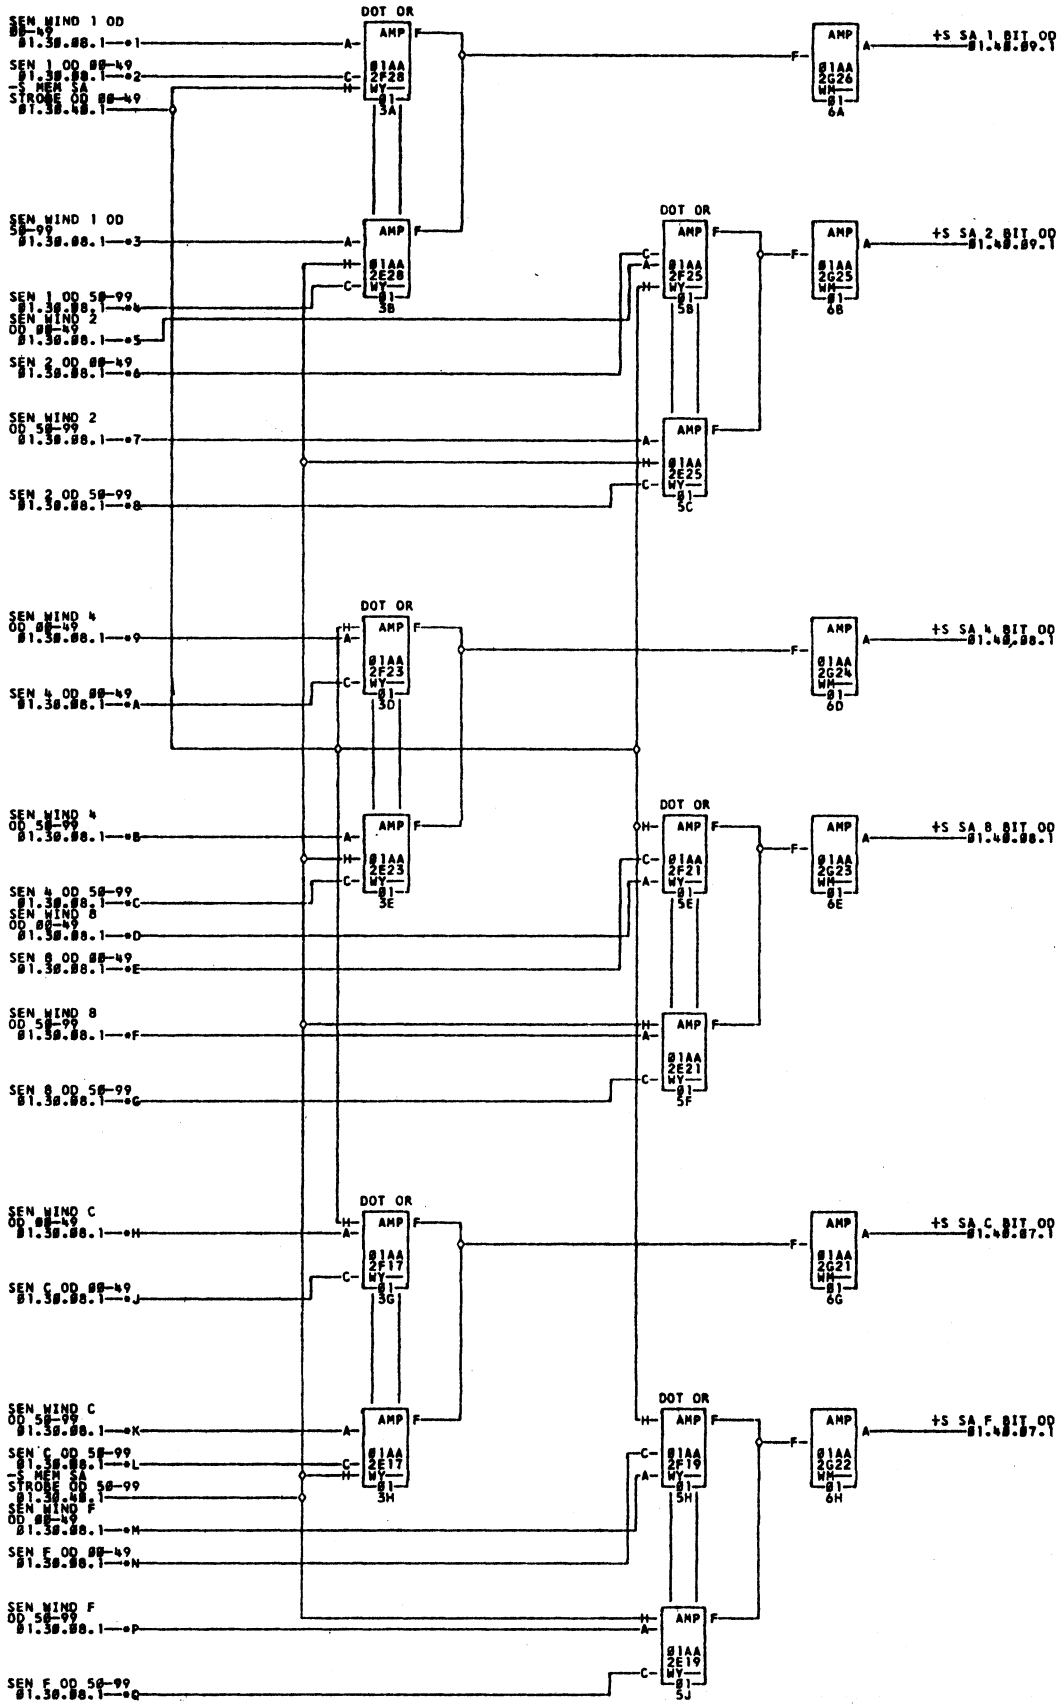 DOT OR
SEN WIND 1 OD
00-49
01.30.08.1—*1 A AMP F
F AMP A +S SA 1 BIT OD
01.40.09.1
SEN 1 OD 00-49
01.30.08.1—*2 C
-S MEM SA
STROBE OD 00-49
01.30.40.1
H
01AA
2F28
WY
01
3A
01AA
2G26
WM
01
6A
SEN WIND 1 OD
50-99
01.30.08.1—*3 A AMP F
H
C
01AA
2E28
WY
01
3B
DOT OR
C
A
H
AMP F
01AA
2F25
WY
01
5B
F AMP A +S SA 2 BIT OD
01.40.09.1
01AA
2G25
WM
01
6B
SEN 1 OD 50-99
01.30.08.1—*4
SEN WIND 2
OD 00-49
01.30.08.1—*5
SEN 2 OD 00-49
01.30.08.1—*6
SEN WIND 2
OD 50-99
01.30.08.1—*7 A AMP F
H
C
01AA
2E25
WY
01
5C
SEN 2 OD 50-99
01.30.08.1—*8
DOT OR
SEN WIND 4
OD 00-49
01.30.08.1—*9
H
A
C
AMP F
01AA
2F23
WY
01
3D
F AMP A +S SA 4 BIT OD
01.40.08.1
01AA
2G24
WM
01
6D
SEN 4 OD 00-49
01.30.08.1—*A
SEN WIND 4
OD 50-99
01.30.08.1—*B A AMP F
H
C
01AA
2E23
WY
01
3E
DOT OR
H
C
A
AMP F
01AA
2F21
WY
01
5E
F AMP A +S SA 8 BIT OD
01.40.08.1
01AA
2G23
WM
01
6E
SEN 4 OD 50-99
01.30.08.1—*C
SEN WIND 8
OD 00-49
01.30.08.1—*D
SEN 8 OD 00-49
01.30.08.1—*E
SEN WIND 8
OD 50-99
01.30.08.1—*F
H
A
C
AMP F
01AA
2E21
WY
01
5F
SEN 8 OD 50-99
01.30.08.1—*G
DOT OR
SEN WIND C
OD 00-49
01.30.08.1—*H
H
A
C
AMP F
01AA
2F17
WY
01
3G
F AMP A +S SA C BIT OD
01.40.07.1
01AA
2G21
WM
01
6G
SEN C OD 00-49
01.30.08.1—*J
SEN WIND C
OD 50-99
01.30.08.1—*K A AMP F
C
H
01AA
2E17
WY
01
3H
DOT OR
H
C
A
AMP F
01AA
2F19
WY
01
5H
F AMP A +S SA F BIT OD
01.40.07.1
01AA
2G22
WM
01
6H
SEN C OD 50-99
01.30.08.1—*L
-S MEM SA
STROBE OD 50-99
01.30.40.1
SEN WIND F
OD 00-49
01.30.08.1—*M
SEN F OD 00-49
01.30.08.1—*N
SEN WIND F
OD 50-99
01.30.08.1—*P
H
A
C
AMP F
01AA
2E19
WY
01
5J
SEN F OD 50-99
01.30.08.1—*Q